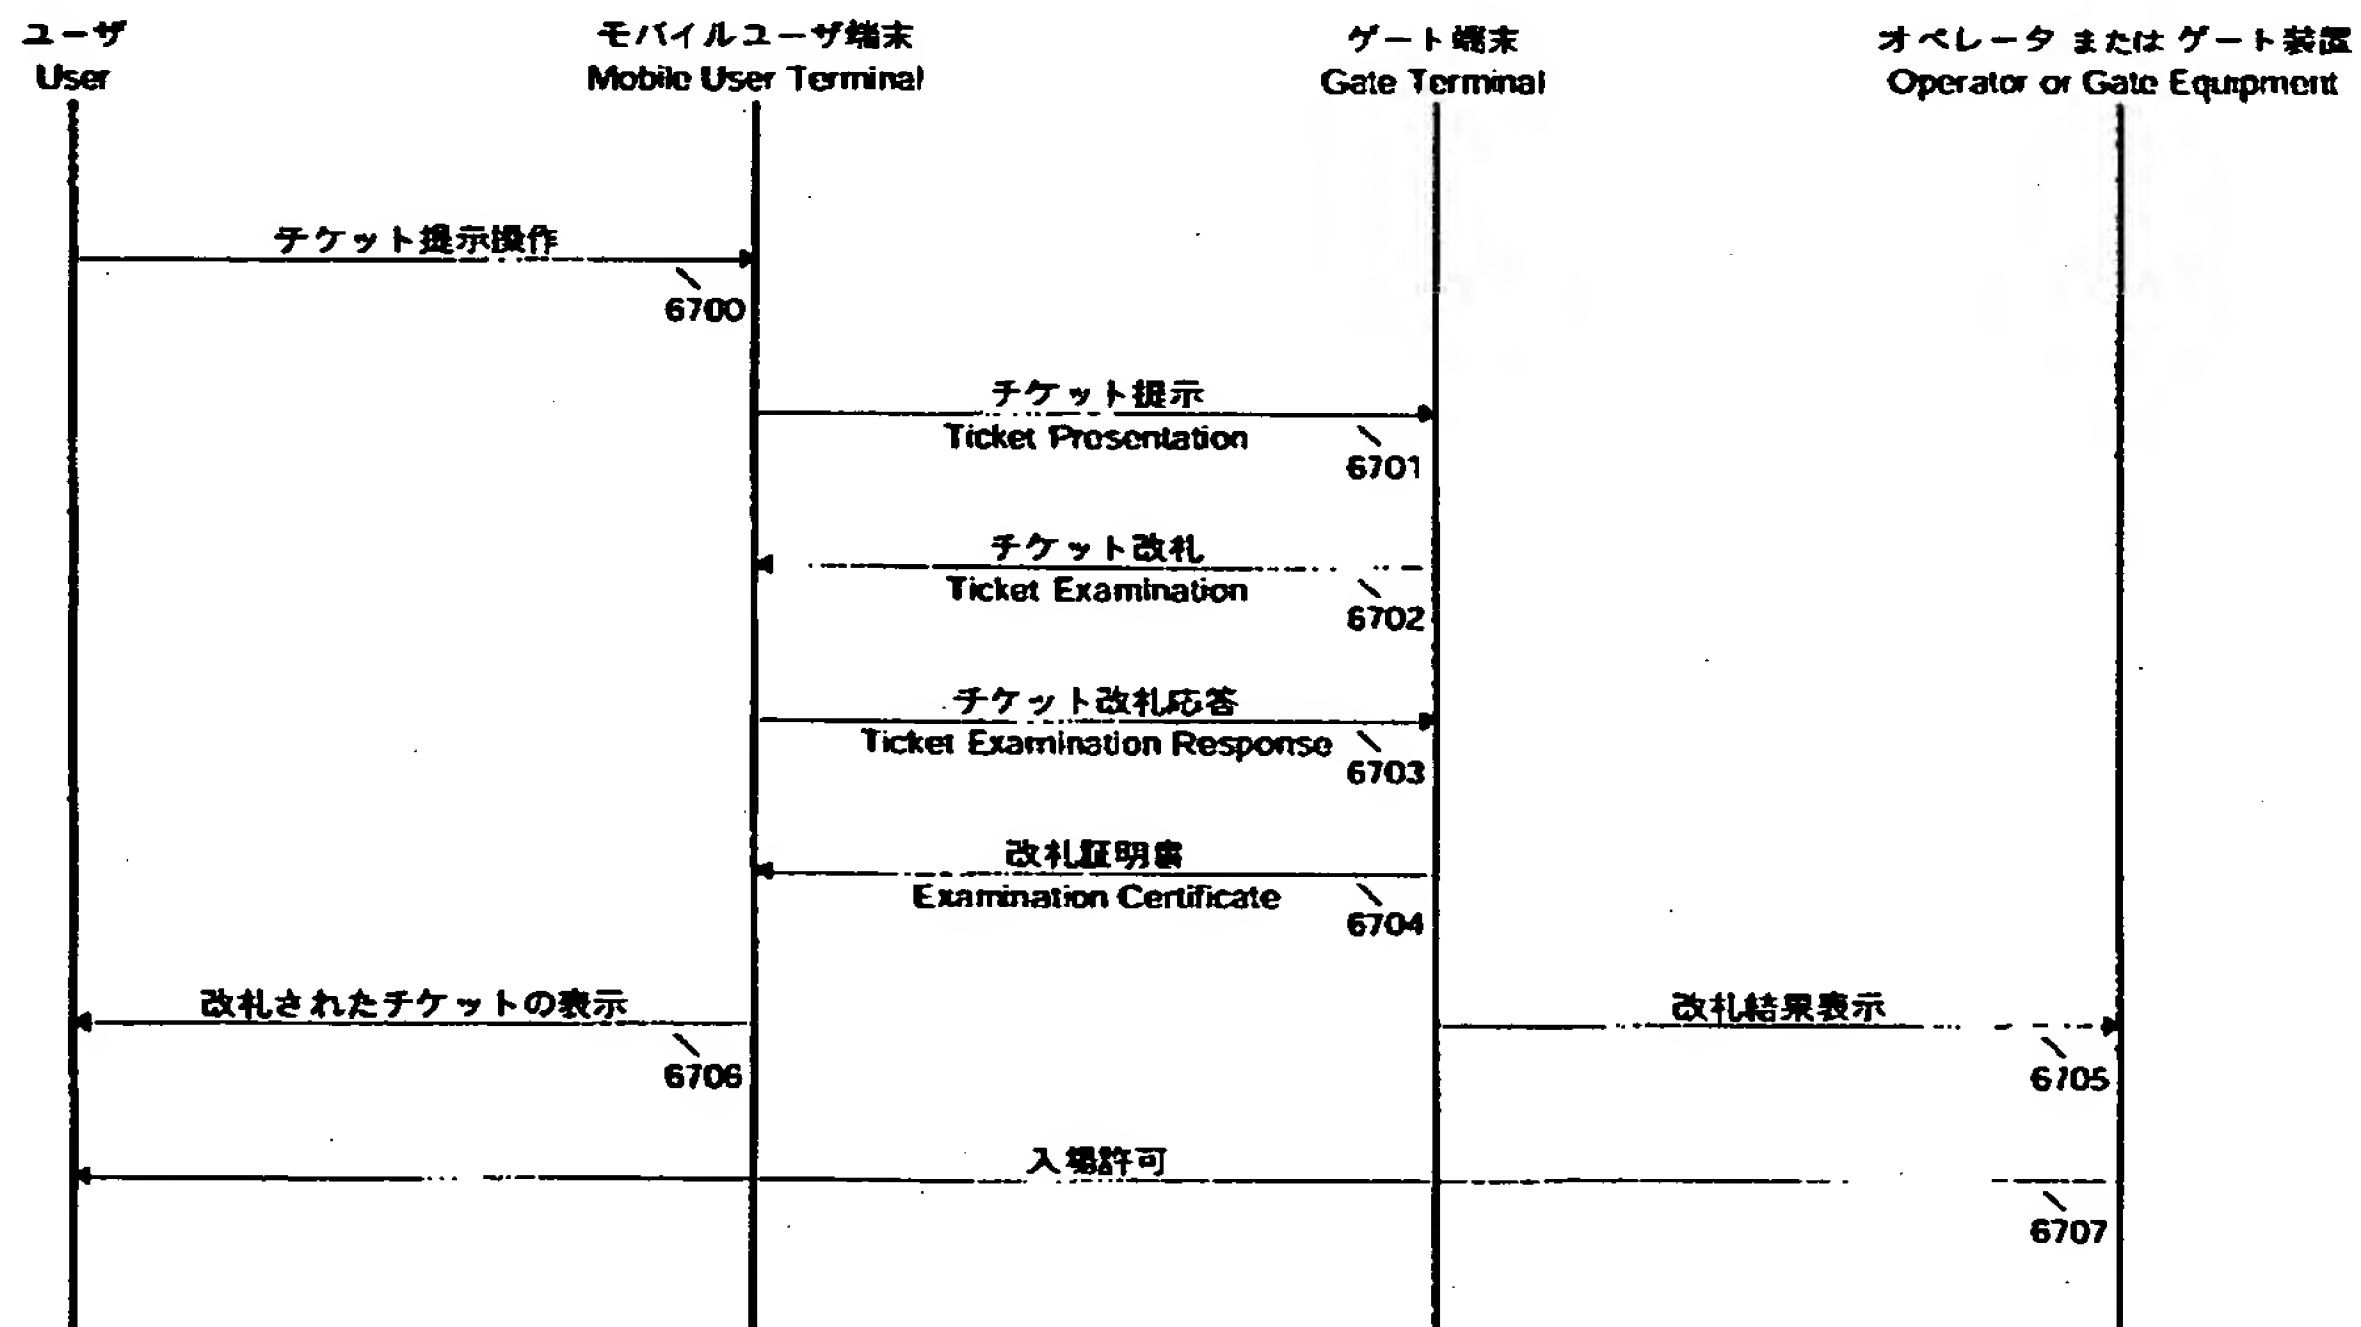 ユーザ
User
モバイルユーザ端末
Mobile User Terminal
ゲート端末
Gate Terminal
オペレータ または ゲート装置
Operator or Gate Equipment
チケット提示操作
6700
チケット提示
Ticket Presentation
6701
チケット改札
Ticket Examination
6702
チケット改札応答
Ticket Examination Response
6703
改札証明書
Examination Certificate
6704
改札されたチケットの表示
6706
改札結果表示
6705
入場許可
6707